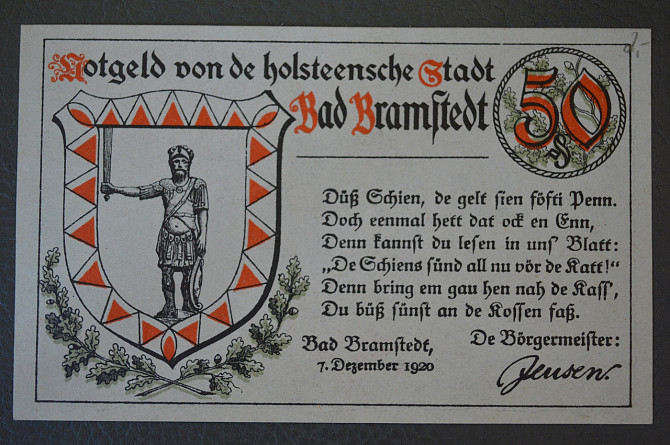 Notgeld von de holsteensche Stadt
Bad Bramstedt
50
Düß Schien, de gelt sien föfti Penn.
Doch eenmal hett dat ock en Enn,
Denn kannst du lesen in uns' Blatt:
„De Schiens sünd all nu vör de Katt!“
Denn bring em gau hen nah de Kass',
Du büß sünst an de Kossen faß.
Bad Bramstedt,
7. Dezember 1920
De Börgermeister:
Jensen.